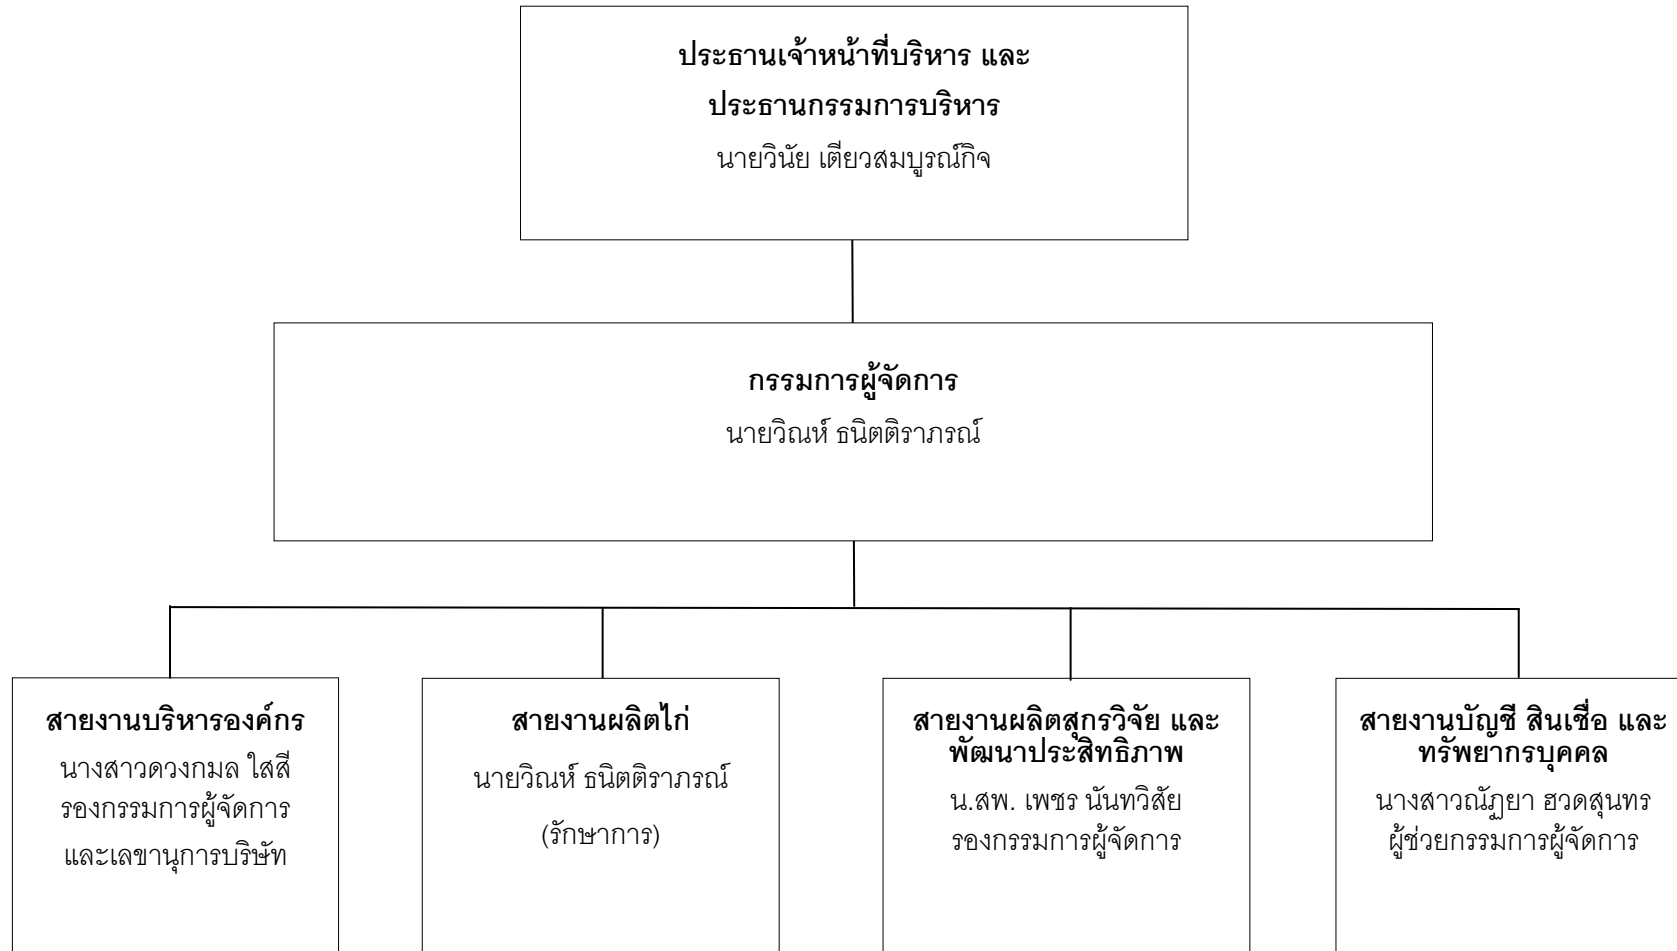 ประธานเจ้าหน้าที่บริหาร และ
ประธานกรรมการบริหาร
นายวินัย เตียวสมบูรณ์กิจ
กรรมการผู้จัดการ
นายวิณห์ ธนิตติราภรณ์
สายงานบริหารองค์กร
นางสาวดวงกมล ใสสี
รองกรรมการผู้จัดการ
และเลขานุการบริษัท
สายงานผลิตไก่
นายวิณห์ ธนิตติราภรณ์
(รักษาการ)
สายงานผลิตสุกรวิจัย และ
พัฒนาประสิทธิภาพ
น.สพ. เพชร นันทวิสัย
รองกรรมการผู้จัดการ
สายงานบัญชี สินเชื่อ และ
ทรัพยากรบุคคล
นางสาวณัฏยา ฮวดสุนทร
ผู้ช่วยกรรมการผู้จัดการ